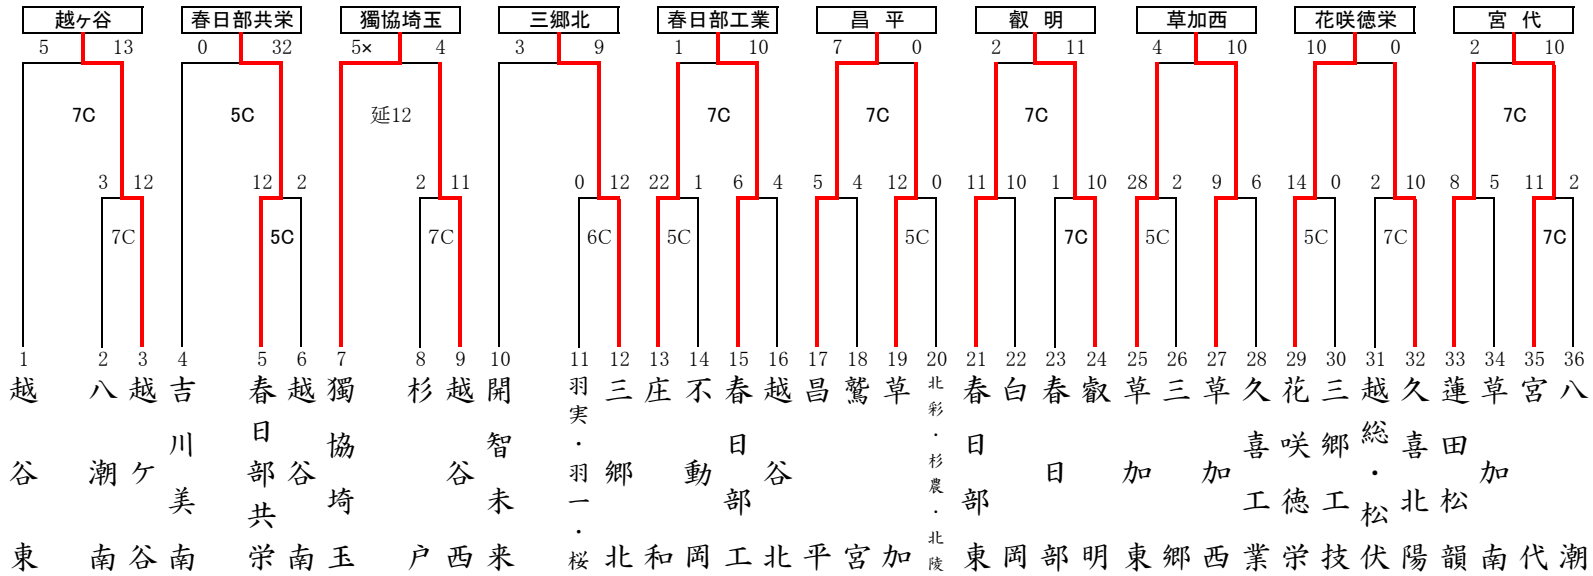 越ヶ谷 春日部共栄 獨協埼玉 三郷北 春日部工業 昌平 叡明 草加西 花咲徳栄 宮代
5 13 0 32 5× 4 3 9 1 10 7 0 2 11 4 10 10 0 2 10
7C 5C 延12 7C 7C 7C 7C
3 12 12 2 2 11 0 12 22 1 6 4 5 4 12 0 11 10 1 10 28 2 9 6 14 0 2 10 8 5 11 2
7C 5C 7C 6C 5C 5C 7C 5C 5C 7C 7C
1 2 3 4 5 6 7 8 9 10 11 12 13 14 15 16 17 18 19 20 21 22 23 24 25 26 27 28 29 30 31 32 33 34 35 36
越谷東
八潮南
越ケ谷
吉川美南
春日部共栄
越谷南
獨協埼玉
杉戸
越谷西
開智未来
羽実・羽一・桜
三郷北
庄和
不動岡
春日部工
越谷北
昌平
鷲宮
草加
北彩・杉農・北陵
春日部東
白岡
春日部
叡明
草加東
三郷
草加西
久喜工業
花咲徳栄
三郷工技
越総・松伏
久喜北陽
蓮田松韻
草加南
宮代
八潮